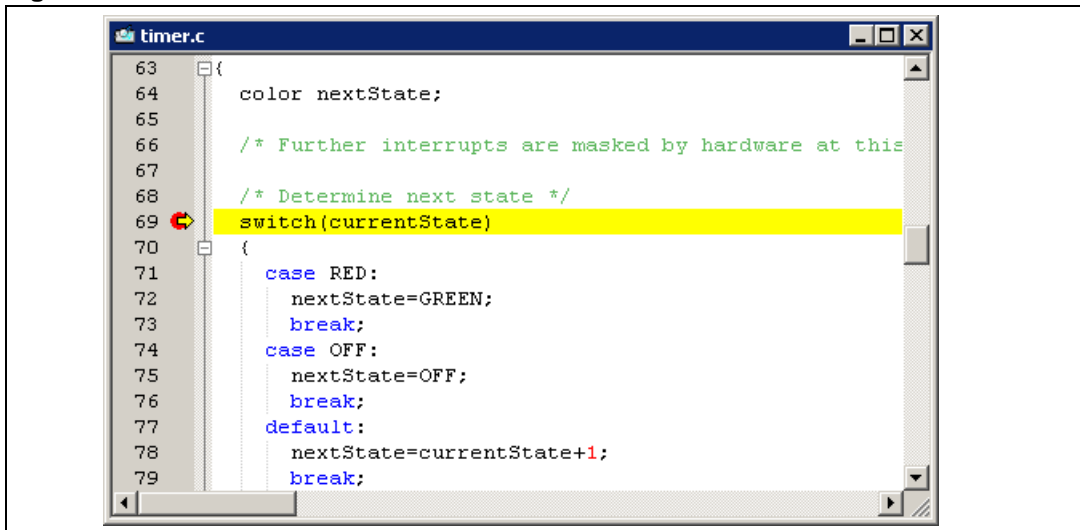 timer.c
63 {
64 color nextState;
65
66 /* Further interrupts are masked by hardware at this
67
68 /* Determine next state */
69 switch(currentState)
70 {
71 case RED:
72 nextState=GREEN;
73 break;
74 case OFF:
75 nextState=OFF;
76 break;
77 default:
78 nextState=currentState+1;
79 break;